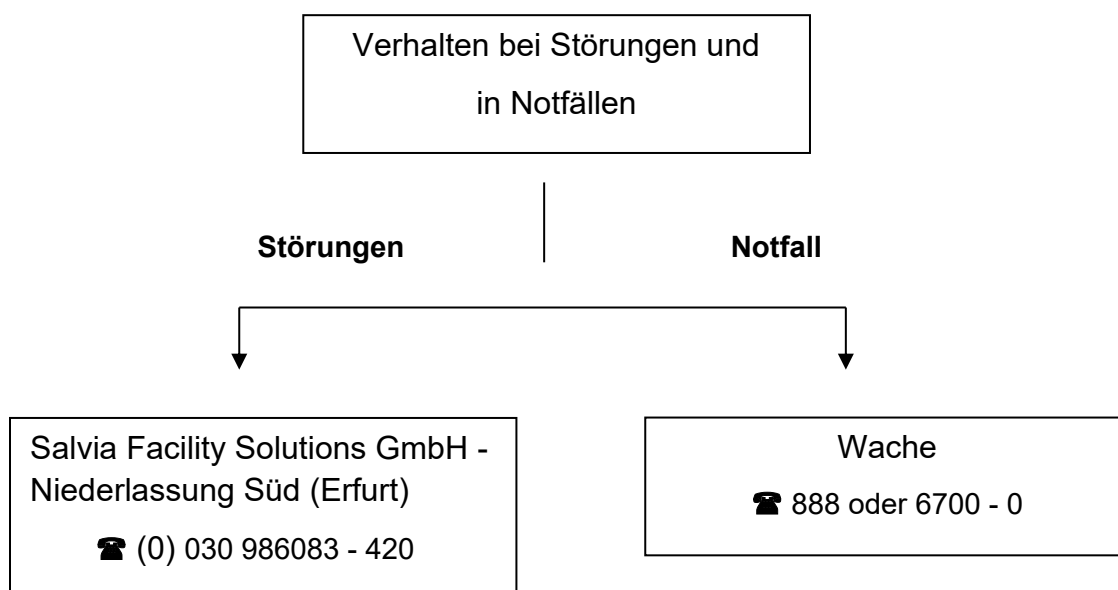 Verhalten bei Störungen und
in Notfällen
Störungen
Notfall
Salvia Facility Solutions GmbH -
Niederlassung Süd (Erfurt)
☎ (0) 030 986083 - 420
Wache
☎ 888 oder 6700 - 0